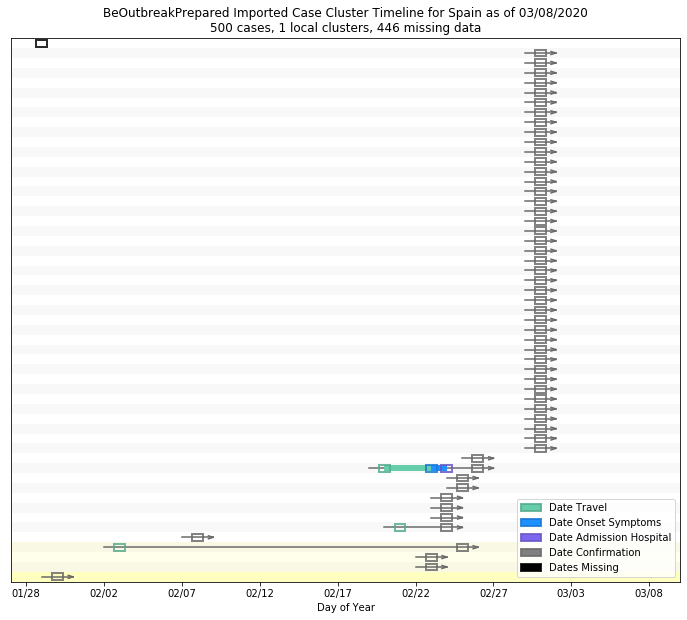 BeOutbreakPrepared Imported Case Cluster Timeline for Spain as of 03/08/2020
500 cases, 1 local clusters, 446 missing data
Date Travel
Date Onset Symptoms
Date Admission Hospital
Date Confirmation
Dates Missing
01/28 02/02 02/07 02/12 02/17 02/22 02/27 03/03 03/08
Day of Year